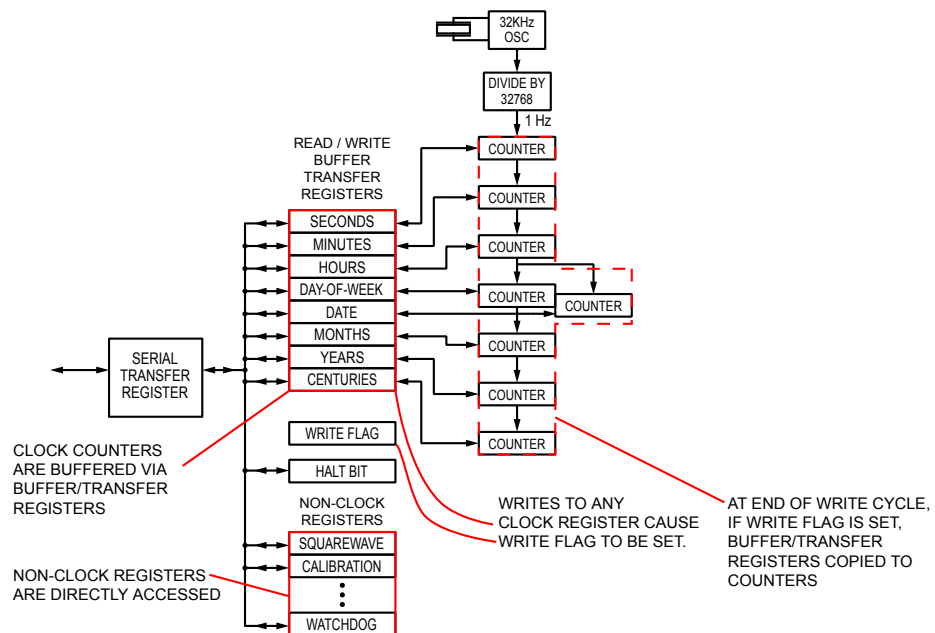 32KHz
OSC
DIVIDE BY
32768
1 Hz
READ / WRITE
BUFFER
TRANSFER
REGISTERS
COUNTER
COUNTER
COUNTER
COUNTER
COUNTER
COUNTER
COUNTER
COUNTER
SECONDS
MINUTES
HOURS
DAY-OF-WEEK
DATE
MONTHS
YEARS
CENTURIES
SERIAL
TRANSFER
REGISTER
WRITE FLAG
HALT BIT
CLOCK COUNTERS
ARE BUFFERED VIA
BUFFER/TRANSFER
REGISTERS
NON-CLOCK
REGISTERS
SQUAREWAVE
CALIBRATION
WATCHDOG
NON-CLOCK REGISTERS
ARE DIRECTLY ACCESSED
WRITES TO ANY
CLOCK REGISTER CAUSE
WRITE FLAG TO BE SET.
AT END OF WRITE CYCLE,
IF WRITE FLAG IS SET,
BUFFER/TRANSFER
REGISTERS COPIED TO
COUNTERS